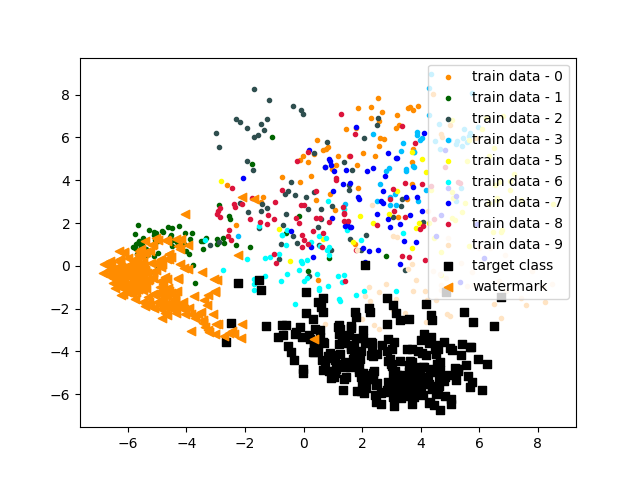 train data - 0
train data - 1
train data - 2
train data - 3
train data - 5
train data - 6
train data - 7
train data - 8
train data - 9
target class
watermark
8
6
4
2
0
−2
−4
−6
−6 −4 −2 0 2 4 6 8